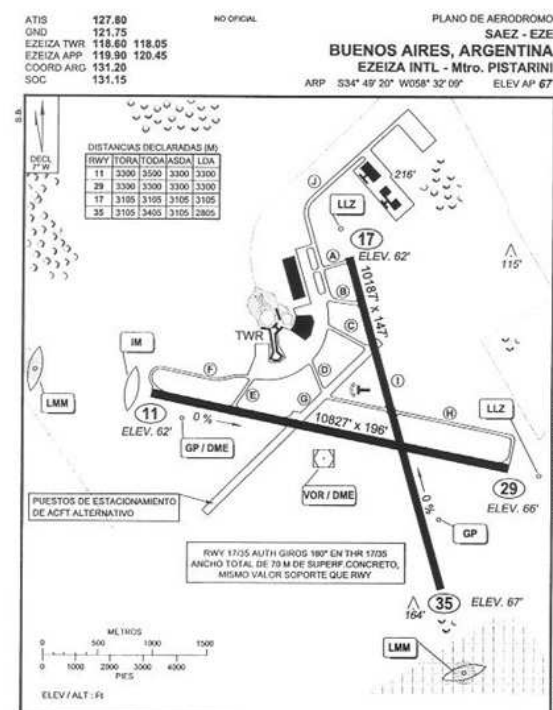 ATIS 127.80
GND 121.75
EZEIZA TWR 118.60 118.05
EZEIZA APP 119.90 120.45
COORD ARG 131.20
SOC 131.15
NO OFICIAL
PLANO DE AERODROMO
SAEZ - EZE
BUENOS AIRES, ARGENTINA
EZEIZA INTL - Mtro. PISTARINI
ARP S34° 49' 20" W058° 32' 09" ELEV AP 67
S.B.
DECL
7° W
DISTANCIAS DECLARADAS (M)
RWY TORA TODA ASDA LDA
11 3300 3500 3300 3300
29 3300 3300 3300 3300
17 3105 3105 3105 3105
35 3105 3405 3105 2805
J
216'
LLZ
17
ELEV. 62'
115'
A
10187' x 147'
B
C
TWR
IM
F
D
I
LMM
E
G
H
LLZ
11
0 %
10827' x 196'
ELEV. 62'
GP / DME
29
ELEV. 66'
VOR / DME
PUESTOS DE ESTACIONAMIENTO
DE ACFT ALTERNATIVO
0 %
GP
RWY 17/35 AUTH GIROS 180° EN THR 17/35
ANCHO TOTAL DE 70 M DE SUPERF.CONCRETO,
MISMO VALOR SOPORTE QUE RWY
164'
35
ELEV. 67'
METROS
0 500 1000 1500
0 1000 2000 3000 4000
PIES
LMM
ELEV / ALT : Ft